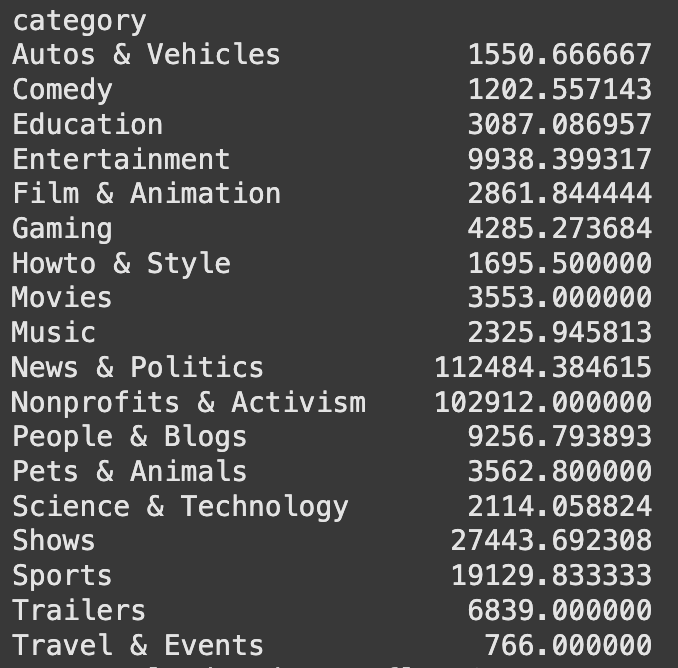 category
Autos & Vehicles 1550.666667
Comedy 1202.557143
Education 3087.086957
Entertainment 9938.399317
Film & Animation 2861.844444
Gaming 4285.273684
Howto & Style 1695.500000
Movies 3553.000000
Music 2325.945813
News & Politics 112484.384615
Nonprofits & Activism 102912.000000
People & Blogs 9256.793893
Pets & Animals 3562.800000
Science & Technology 2114.058824
Shows 27443.692308
Sports 19129.833333
Trailers 6839.000000
Travel & Events 766.000000